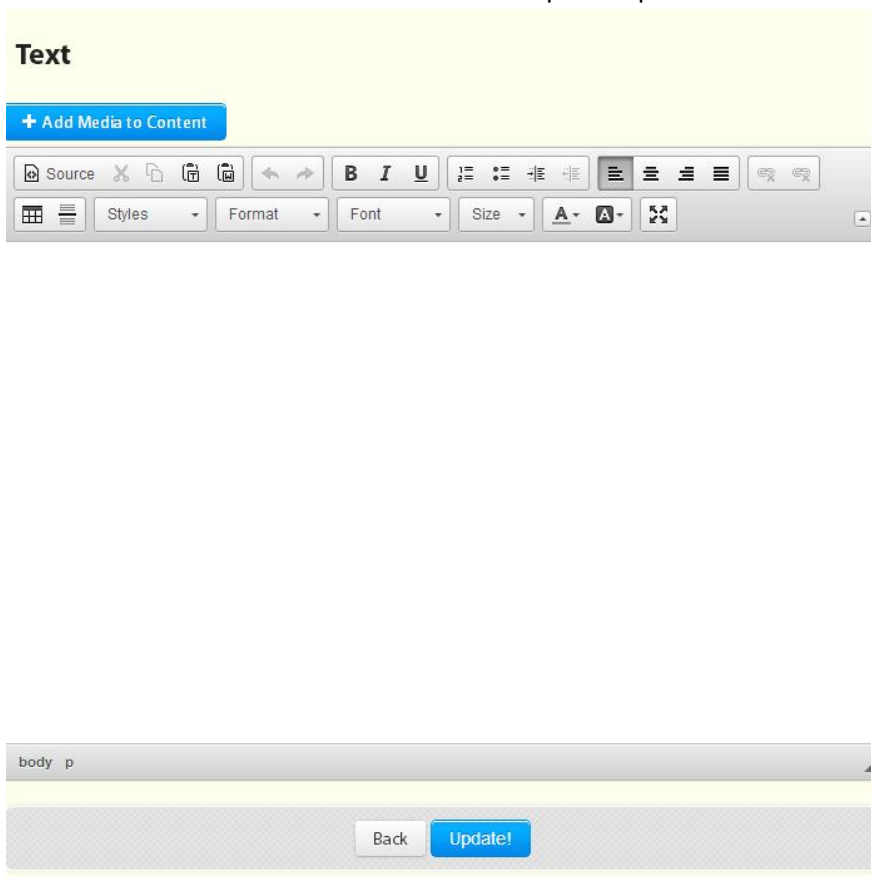 Text
+ Add Media to Content
Source B I U
Styles Format Font Size A A
body p
Back Update!